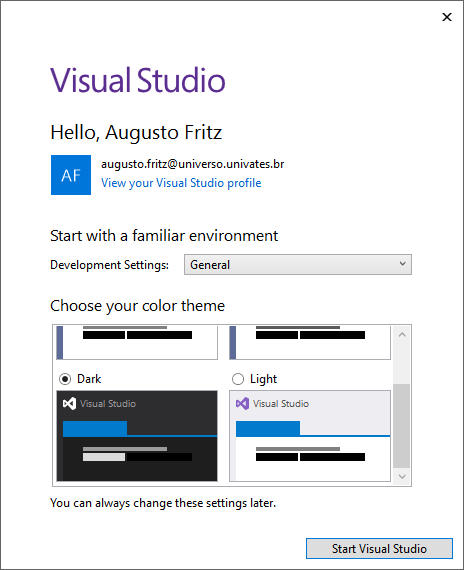 Visual Studio
Hello, Augusto Fritz
AF
augusto.fritz@universo.univates.br
View your Visual Studio profile
Start with a familiar environment
Development Settings: General
Choose your color theme
Dark Light
Visual Studio Visual Studio
You can always change these settings later.
Start Visual Studio